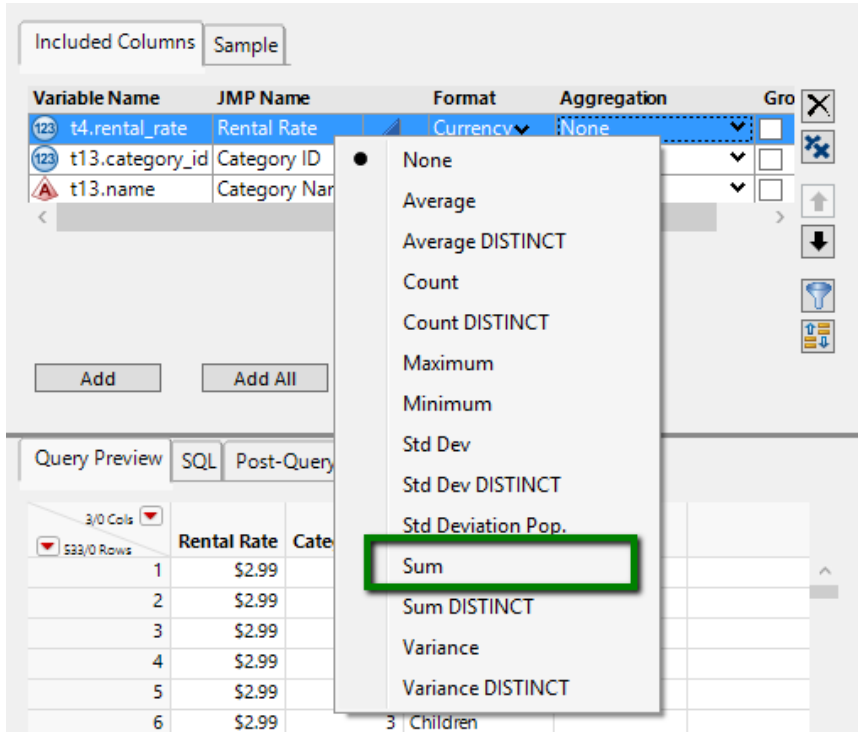 Included Columns Sample
Variable Name JMP Name Format Aggregation Gro
123 t4.rental_rate Rental Rate Currency None
123 t13.category_id Category ID
A t13.name Category Nar
None
Average
Average DISTINCT
Count
Count DISTINCT
Maximum
Minimum
Std Dev
Std Dev DISTINCT
Std Deviation Pop.
Sum
Sum DISTINCT
Variance
Variance DISTINCT
Add Add All
Query Preview SQL Post-Query
3/0 Cols
533/0 Rows Rental Rate Cate
1 $2.99
2 $2.99
3 $2.99
4 $2.99
5 $2.99
6 $2.99 3 Children